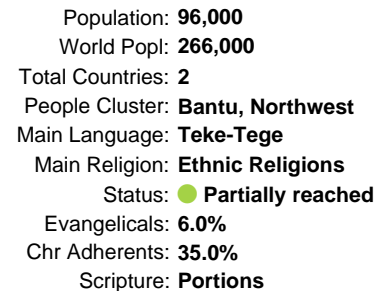 Population: 96,000
World Popl: 266,000
Total Countries: 2
People Cluster: Bantu, Northwest
Main Language: Teke-Tege
Main Religion: Ethnic Religions
Status: Partially reached
Evangelicals: 6.0%
Chr Adherents: 35.0%
Scripture: Portions